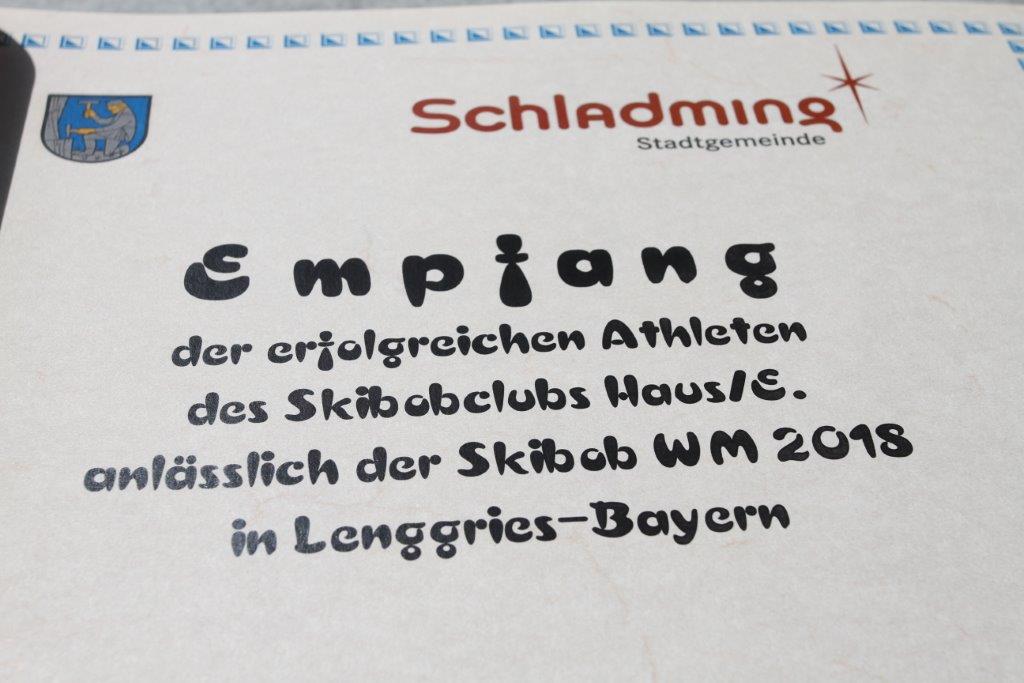 Schladming
Stadtgemeinde
Empfang
der erfolgreichen Athleten
des Skibobclubs Haus/E.
anlässlich der Skibob WM 2018
in Lenggries-Bayern